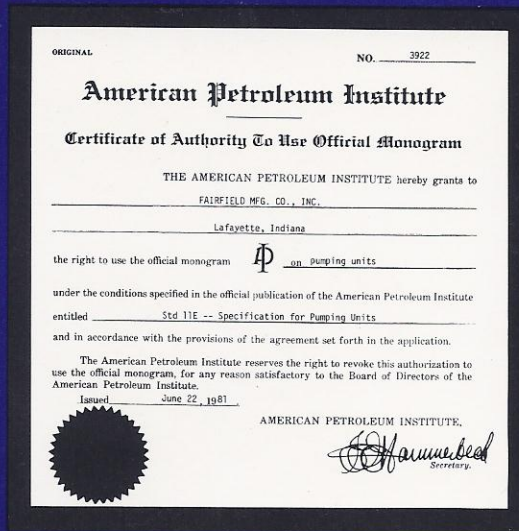 ORIGINAL
NO. 3922
American Petroleum Institute
Certificate of Authority To Use Official Monogram
THE AMERICAN PETROLEUM INSTITUTE hereby grants to
FAIRFIELD MFG. CO., INC.
Lafayette, Indiana
the right to use the official monogram API on pumping units
under the conditions specified in the official publication of the American Petroleum Institute
entitled Std 11E -- Specification for Pumping Units
and in accordance with the provisions of the agreement set forth in the application.
The American Petroleum Institute reserves the right to revoke this authorization to
use the official monogram, for any reason satisfactory to the Board of Directors of the
American Petroleum Institute.
Issued June 22, 1981
AMERICAN PETROLEUM INSTITUTE,
Secretary.